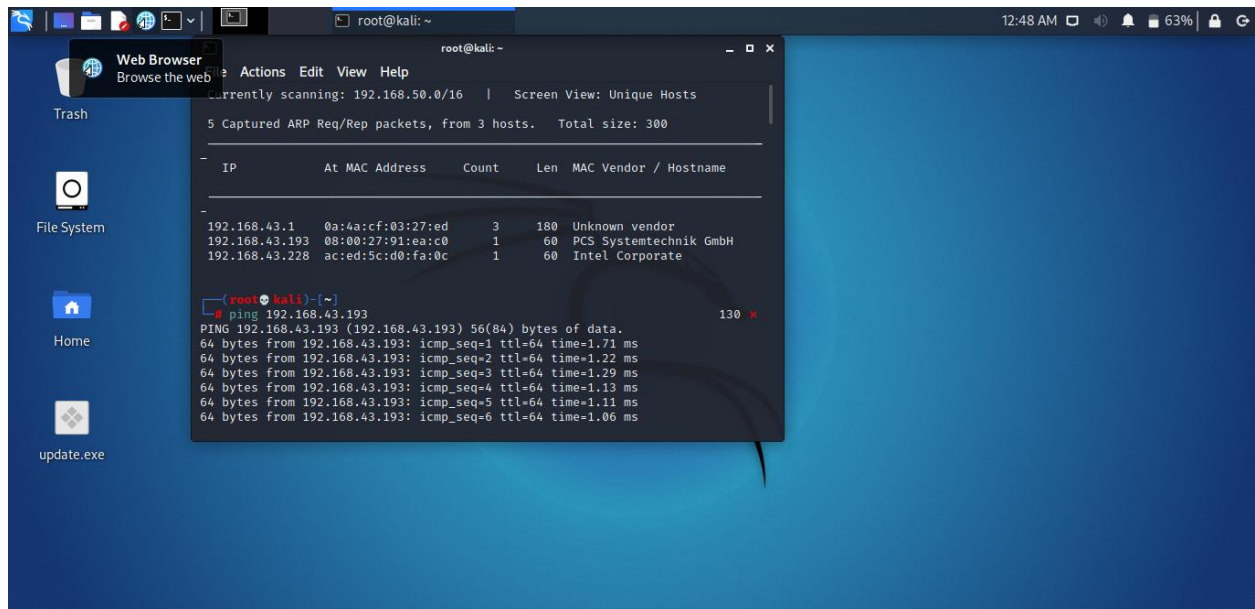 root@kali: ~
12:48 AM
63%
Web Browser
Browse the web
Trash
File System
Home
update.exe
root@kali: ~
File Actions Edit View Help
Currently scanning: 192.168.50.0/16 | Screen View: Unique Hosts
5 Captured ARP Req/Rep packets, from 3 hosts. Total size: 300
_____________________________________________________________________________
IP At MAC Address Count Len MAC Vendor / Hostname
-----------------------------------------------------------------------------
192.168.43.1 0a:4a:cf:03:27:ed 3 180 Unknown vendor
192.168.43.193 08:00:27:91:ea:c0 1 60 PCS Systemtechnik GmbH
192.168.43.228 ac:ed:5c:d0:fa:0c 1 60 Intel Corporate
┌──(root💀kali)-[~]
└─# ping 192.168.43.193 130 ⨯
PING 192.168.43.193 (192.168.43.193) 56(84) bytes of data.
64 bytes from 192.168.43.193: icmp_seq=1 ttl=64 time=1.71 ms
64 bytes from 192.168.43.193: icmp_seq=2 ttl=64 time=1.22 ms
64 bytes from 192.168.43.193: icmp_seq=3 ttl=64 time=1.29 ms
64 bytes from 192.168.43.193: icmp_seq=4 ttl=64 time=1.13 ms
64 bytes from 192.168.43.193: icmp_seq=5 ttl=64 time=1.11 ms
64 bytes from 192.168.43.193: icmp_seq=6 ttl=64 time=1.06 ms